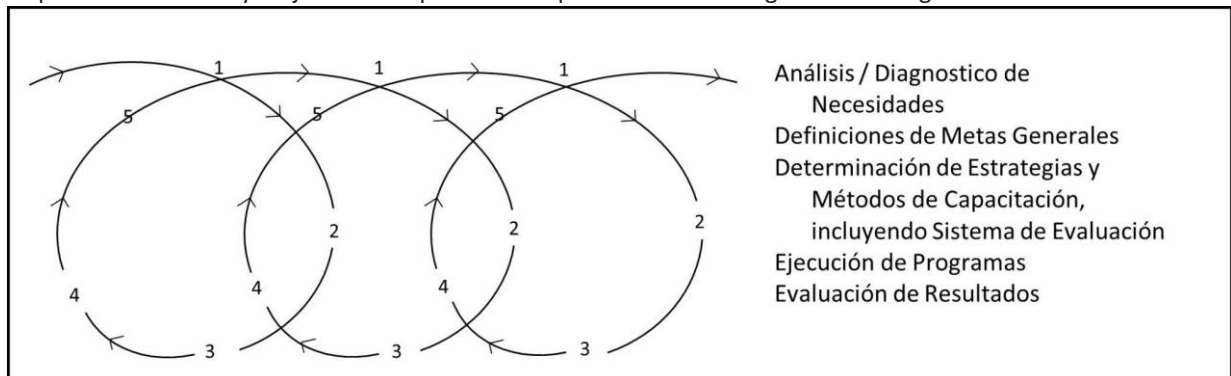 1 1 1
5 5 5
2 2 2
4 4 4
3 3 3
Análisis / Diagnostico de
Necesidades
Definiciones de Metas Generales
Determinación de Estrategias y
Métodos de Capacitación,
incluyendo Sistema de Evaluación
Ejecución de Programas
Evaluación de Resultados